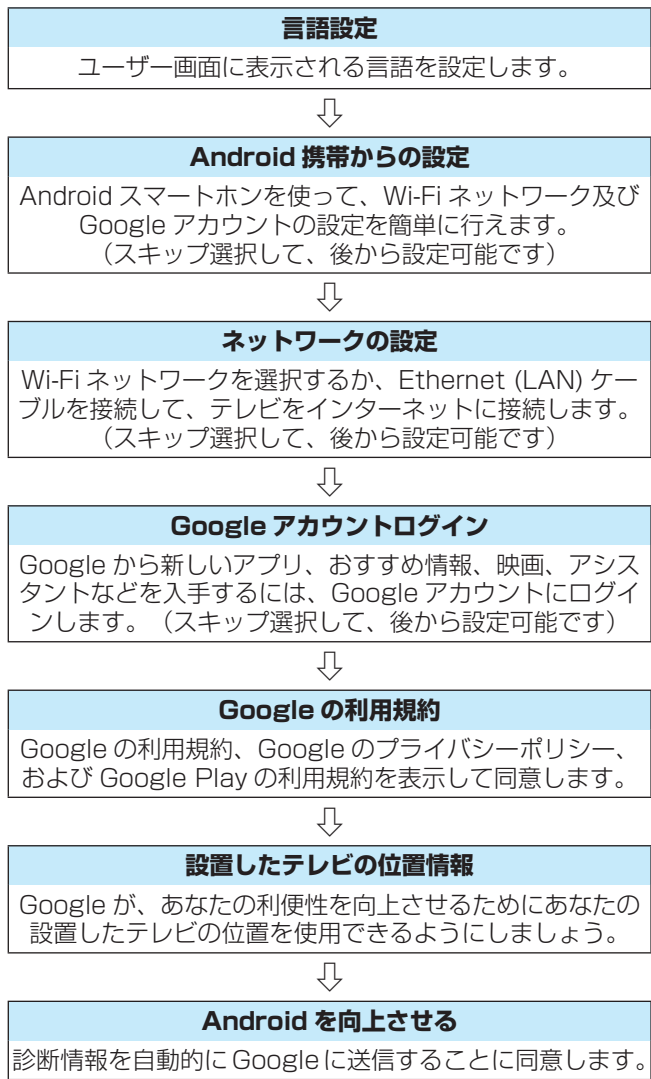 言語設定
ユーザー画面に表示される言語を設定します。
Android 携帯からの設定
Android スマートホンを使って、Wi-Fi ネットワーク及び
Google アカウントの設定を簡単に行えます。
（スキップ選択して、後から設定可能です）
ネットワークの設定
Wi-Fi ネットワークを選択するか、Ethernet (LAN) ケー
ブルを接続して、テレビをインターネットに接続します。
（スキップ選択して、後から設定可能です）
Google アカウントログイン
Google から新しいアプリ、おすすめ情報、映画、アシス
タントなどを入手するには、Google アカウントにログイ
ンします。（スキップ選択して、後から設定可能です）
Google の利用規約
Google の利用規約、Google のプライバシーポリシー、
および Google Play の利用規約を表示して同意します。
設置したテレビの位置情報
Google が、あなたの利便性を向上させるためにあなたの
設置したテレビの位置を使用できるようにしましょう。
Android を向上させる
診断情報を自動的に Google に送信することに同意します。